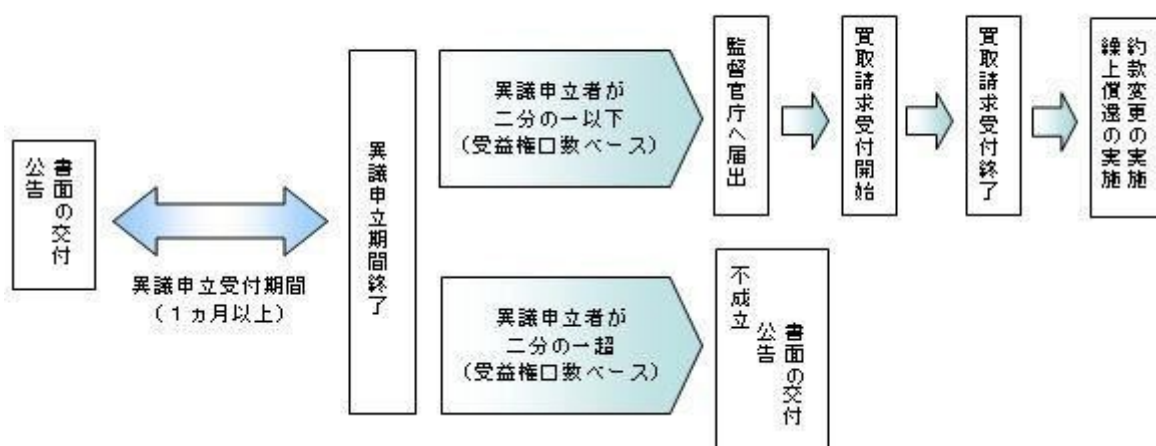 書面の交付
公告
異議申立受付期間
（１ヵ月以上）
異議申立期間終了
異議申立者が
二分の一以下
（受益権口数ベース）
監督官庁へ届出
買取請求受付開始
買取請求受付終了
約款変更の実施
繰上償還の実施
異議申立者が
二分の一超
（受益権口数ベース）
不成立
書面の交付
公告